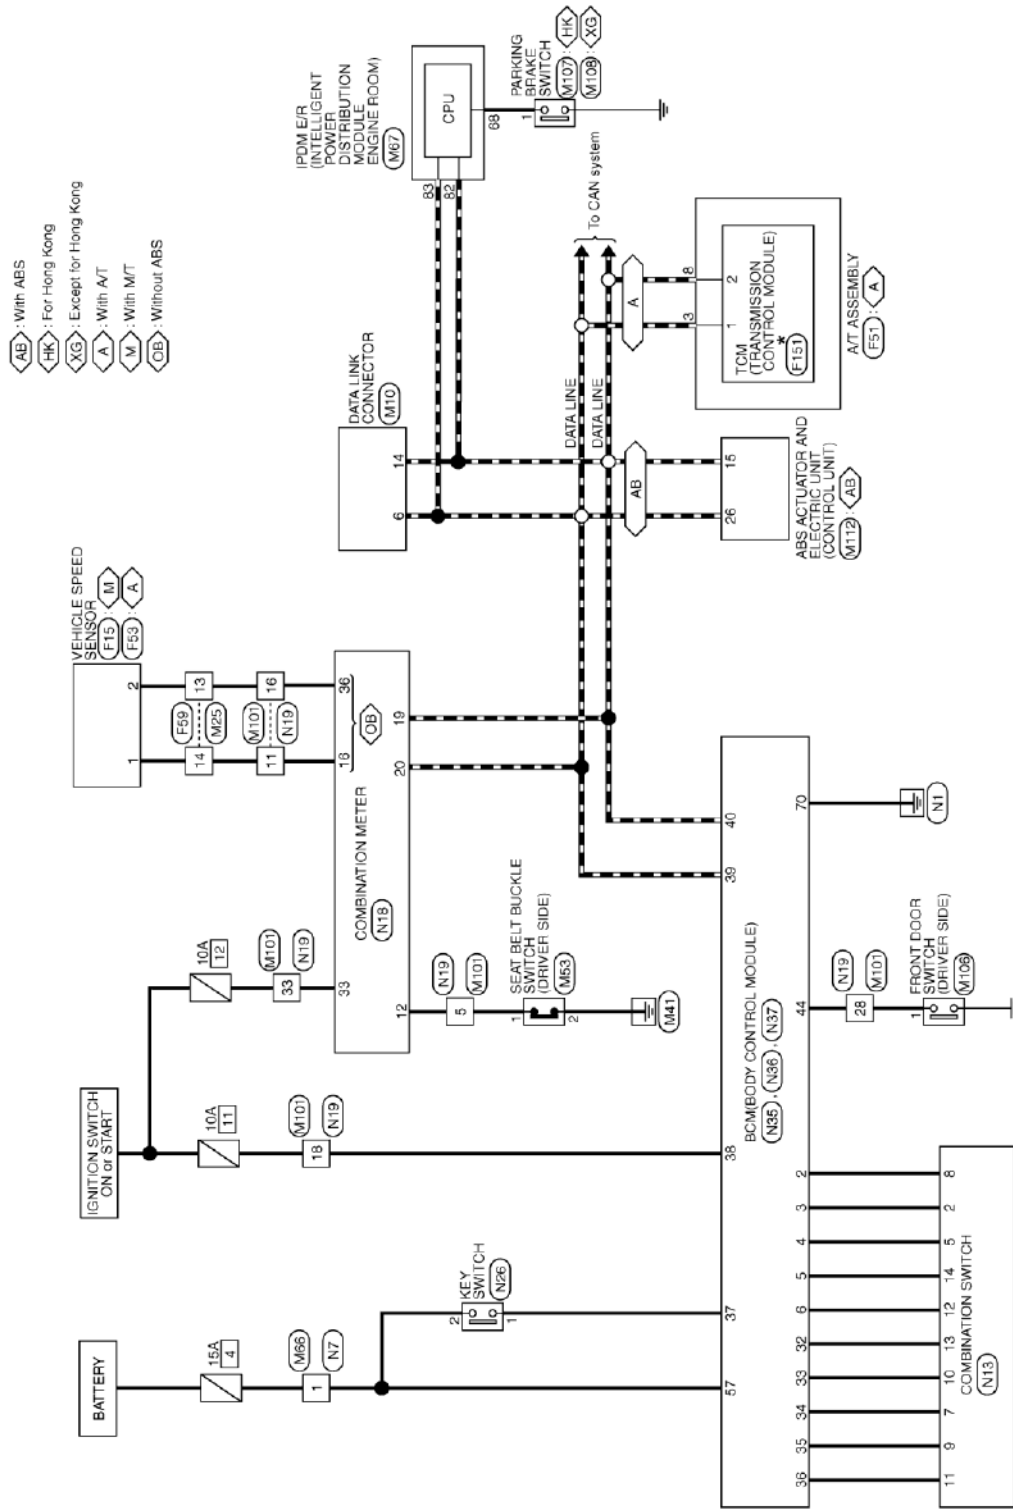 AB : With ABS
HK : For Hong Kong
XG : Except for Hong Kong
A : With A/T
M : With M/T
OB : Without ABS
BATTERY
15A
4
M66
1
N7
2
KEY
SWITCH
N26
1
57
37
IGNITION SWITCH
ON or START
10A
11
M101
18
N19
38
10A
12
M101
33
N19
33
COMBINATION METER
N18
12
20
19
16
36
OB
VEHICLE SPEED
SENSOR
F15 : M
F53 : A
1
2
14
13
F59
M25
11
16
M101
N19
N19
5
M101
SEAT BELT BUCKLE
SWITCH
(DRIVER SIDE)
M53
1
2
M41
DATA LINK
CONNECTOR
M10
6
14
IPDM E/R
(INTELLIGENT
POWER
DISTRIBUTION
MODULE
ENGINE ROOM)
M67
CPU
83
82
68
1
PARKING
BRAKE
SWITCH
M107 : HK
M108 : XG
DATA LINE
DATA LINE
To CAN system
AB
A
26
15
ABS ACTUATOR AND
ELECTRIC UNIT
(CONTROL UNIT)
M112 : AB
3
8
1
2
TCM
(TRANSMISSION
CONTROL MODULE)
*
F151
A/T ASSEMBLY
F51 : A
39
40
BCM(BODY CONTROL MODULE)
N35 , N36 , N37
70
N1
44
N19
28
M101
FRONT DOOR
SWITCH
(DRIVER SIDE)
M106
1
36
35
34
33
32
6
5
4
3
2
11
9
7
10
13
12
14
5
2
8
COMBINATION SWITCH
N13